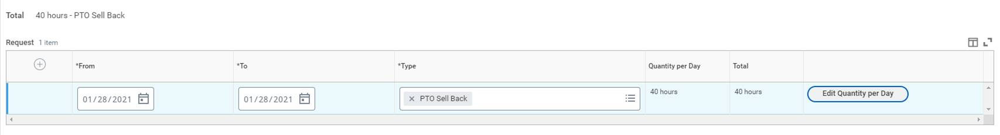 Total 40 hours - PTO Sell Back
Request 1 item
*From *To *Type Quantity per Day Total
01/28/2021 01/28/2021 × PTO Sell Back 40 hours 40 hours Edit Quantity per Day